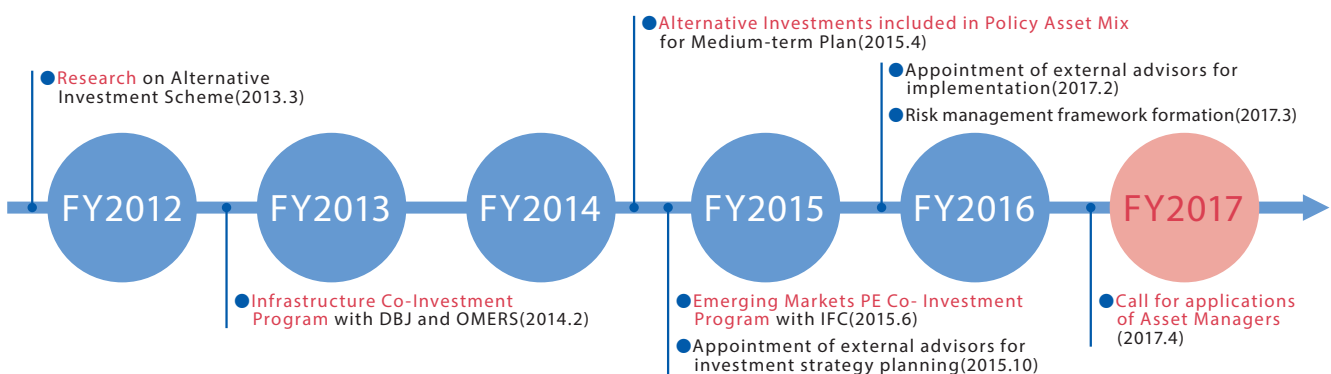 ●Alternative Investments included in Policy Asset Mix
for Medium-term Plan(2015.4)
●Research on Alternative
Investment Scheme(2013.3)
●Appointment of external advisors for
implementation(2017.2)
●Risk management framework formation(2017.3)
FY2012
FY2013
FY2014
FY2015
FY2016
FY2017
●Infrastructure Co-Investment
Program with DBJ and OMERS(2014.2)
●Emerging Markets PE Co- Investment
Program with IFC(2015.6)
●Appointment of external advisors for
investment strategy planning(2015.10)
●Call for applications
of Asset Managers
(2017.4)